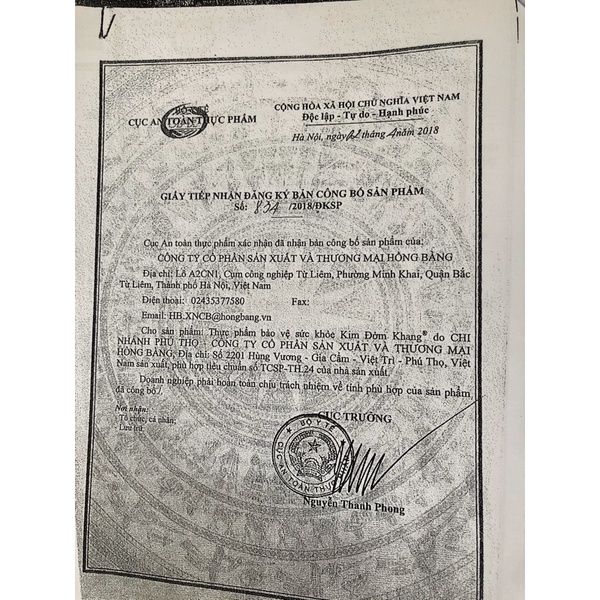 BỘ Y TẾ
CỤC AN TOÀN THỰC PHẨM
CỘNG HÒA XÃ HỘI CHỦ NGHĨA VIỆT NAM
Độc lập - Tự do - Hạnh phúc
Hà Nội, ngày 02 tháng 4 năm 2018
GIẤY TIẾP NHẬN ĐĂNG KÝ BẢN CÔNG BỐ SẢN PHẨM
Số: 834 /2018/ĐKSP
Cục An toàn thực phẩm xác nhận đã nhận bản công bố sản phẩm của:
CÔNG TY CỔ PHẦN SẢN XUẤT VÀ THƯƠNG MẠI HỒNG BÀNG
Địa chỉ: Lô A2CN1, Cụm công nghiệp Từ Liêm, Phường Minh Khai, Quận Bắc
Từ Liêm, Thành phố Hà Nội, Việt Nam
Điện thoại: 02435377580 Fax:
Email: HB.XNCB@hongbang.vn
Cho sản phẩm: Thực phẩm bảo vệ sức khỏe Kim Đởm Khang® do CHI
NHÁNH PHÚ THỌ - CÔNG TY CỔ PHẦN SẢN XUẤT VÀ THƯƠNG MẠI
HỒNG BÀNG, Địa chỉ: Số 2201 Hùng Vương - Gia Cẩm - Việt Trì - Phú Thọ, Việt
Nam sản xuất, phù hợp tiêu chuẩn số TCSP-TH.24 của nhà sản xuất.
Doanh nghiệp phải hoàn toàn chịu trách nhiệm về tính phù hợp của sản phẩm
đã công bố./.
Nơi nhận:
Tổ chức, cá nhân;
Lưu trữ.
CỤC TRƯỞNG
BỘ Y TẾ
CỤC AN TOÀN THỰC PHẨM
Nguyễn Thanh Phong